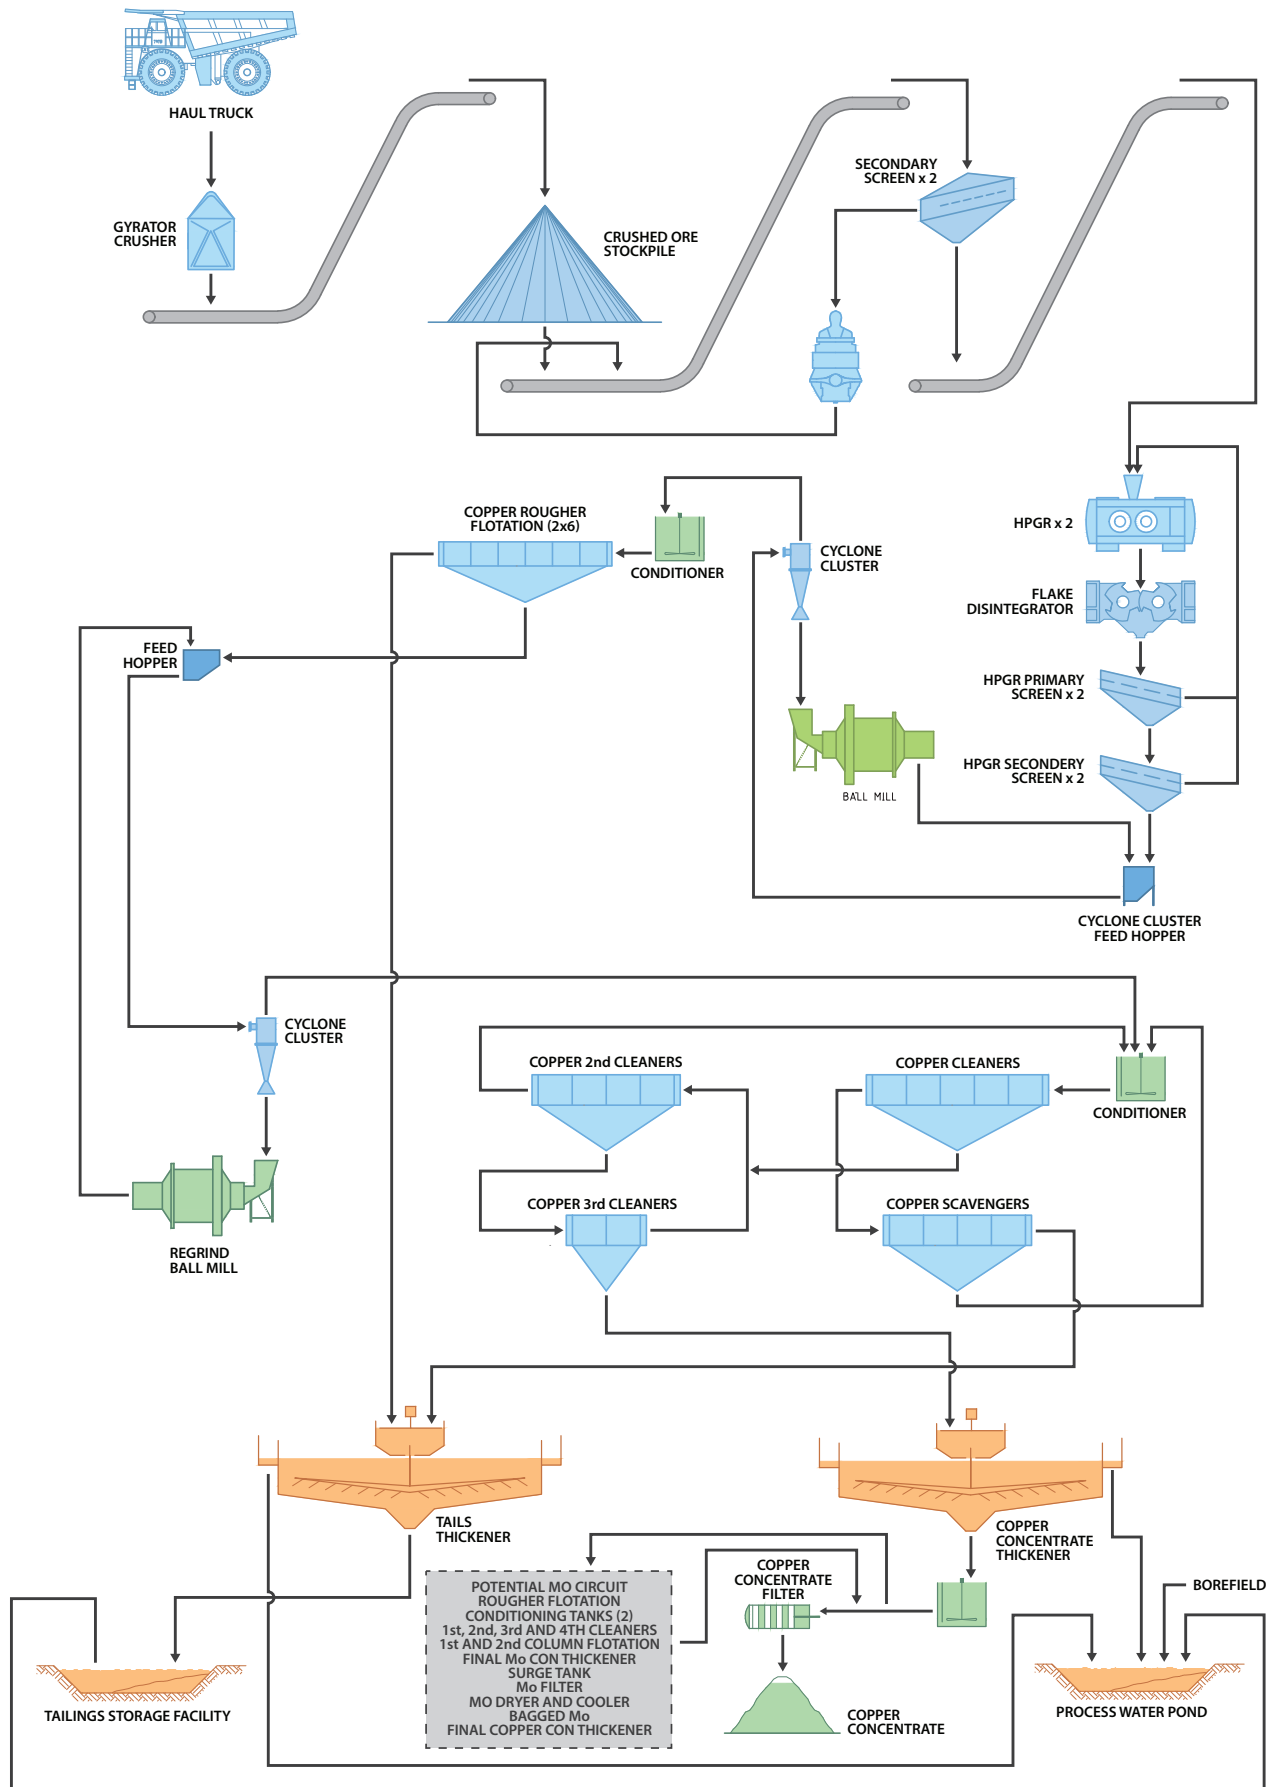 HAUL TRUCK
GYRATOR
CRUSHER
CRUSHED ORE
STOCKPILE
SECONDARY
SCREEN x 2
COPPER ROUGHER
FLOTATION (2x6)
CONDITIONER
CYCLONE
CLUSTER
HPGR x 2
FLAKE
DISINTEGRATOR
FEED
HOPPER
HPGR PRIMARY
SCREEN x 2
HPGR SECONDERY
SCREEN x 2
BALL MILL
CYCLONE CLUSTER
FEED HOPPER
CYCLONE
CLUSTER
COPPER 2nd CLEANERS
COPPER CLEANERS
CONDITIONER
COPPER 3rd CLEANERS
COPPER SCAVENGERS
REGRIND
BALL MILL
TAILS
THICKENER
COPPER
CONCENTRATE
THICKENER
POTENTIAL MO CIRCUIT
ROUGHER FLOTATION
CONDITIONING TANKS (2)
1st, 2nd, 3rd AND 4TH CLEANERS
1st AND 2nd COLUMN FLOTATION
FINAL Mo CON THICKENER
SURGE TANK
Mo FILTER
MO DRYER AND COOLER
BAGGED Mo
FINAL COPPER CON THICKENER
COPPER
CONCENTRATE
FILTER
BOREFIELD
TAILINGS STORAGE FACILITY
COPPER
CONCENTRATE
PROCESS WATER POND